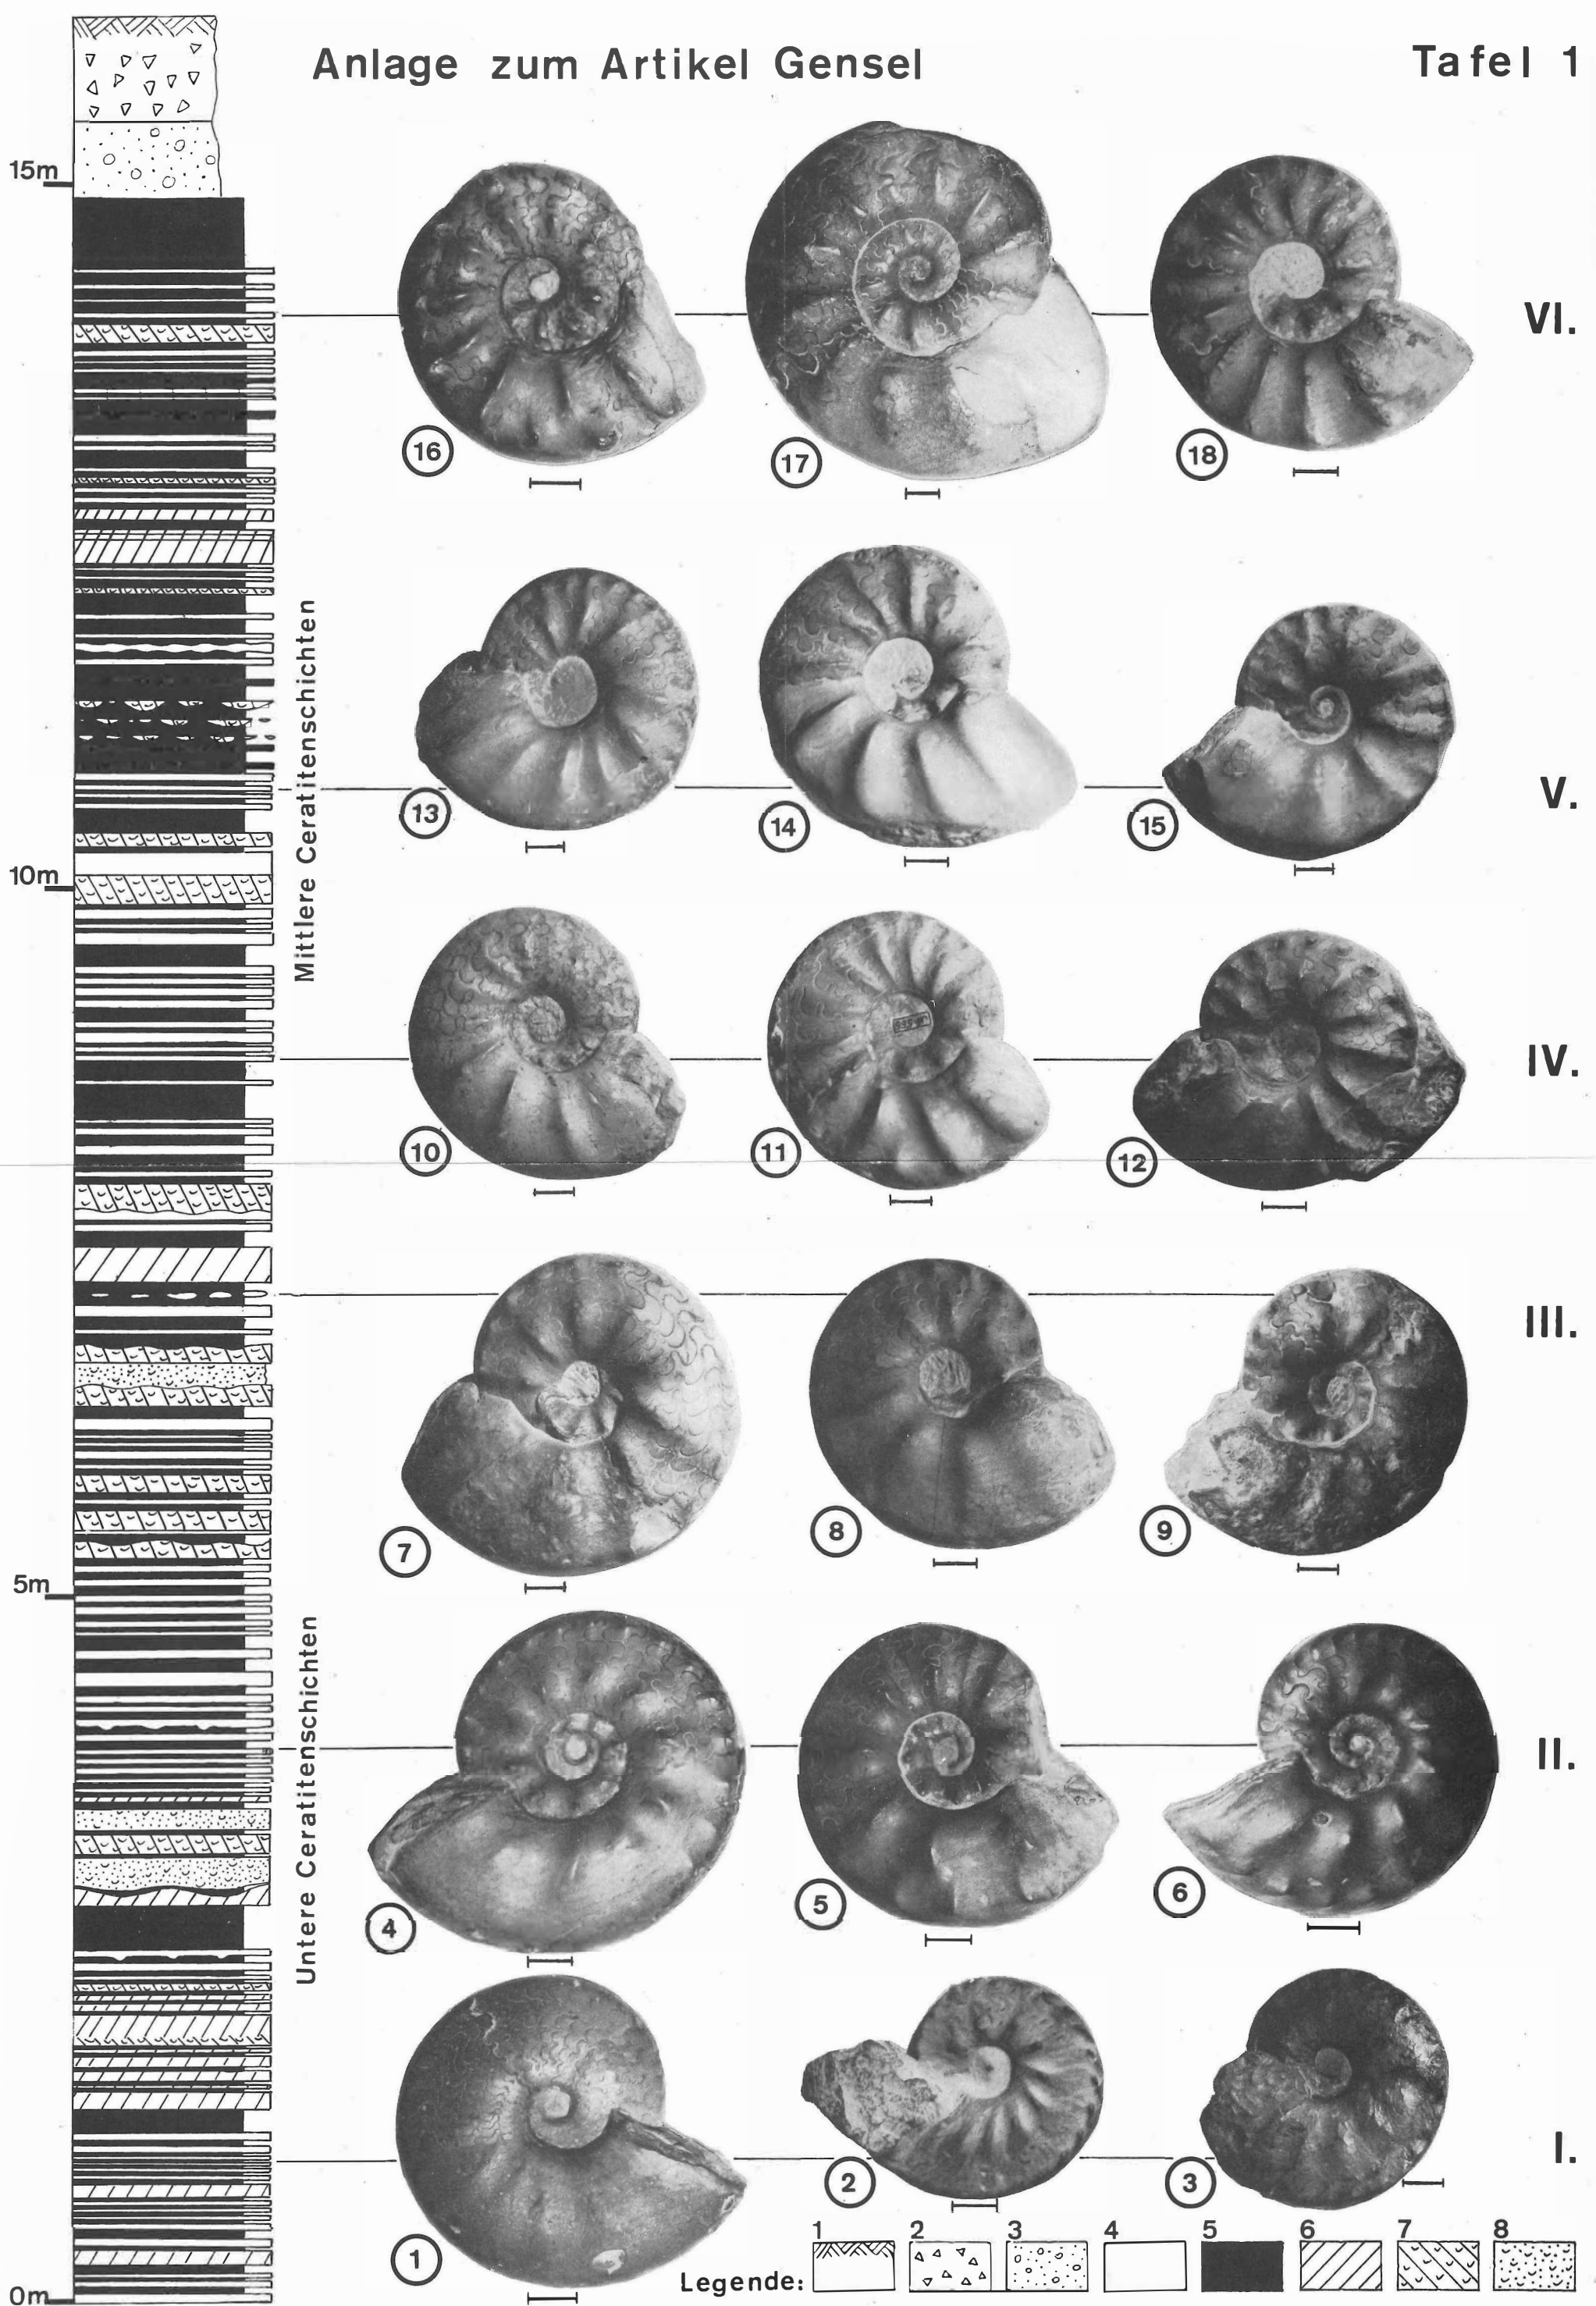 Anlage zum Artikel Gensel
Tafel 1
15m
VI.
16
17
18
Mittlere Ceratitenschichten
V.
13
14
15
10m
IV.
10
11
12
III.
7
8
9
5m
Untere Ceratitenschichten
II.
4
5
6
I.
1
2
3
0m
Legende:
1 2 3 4 5 6 7 8